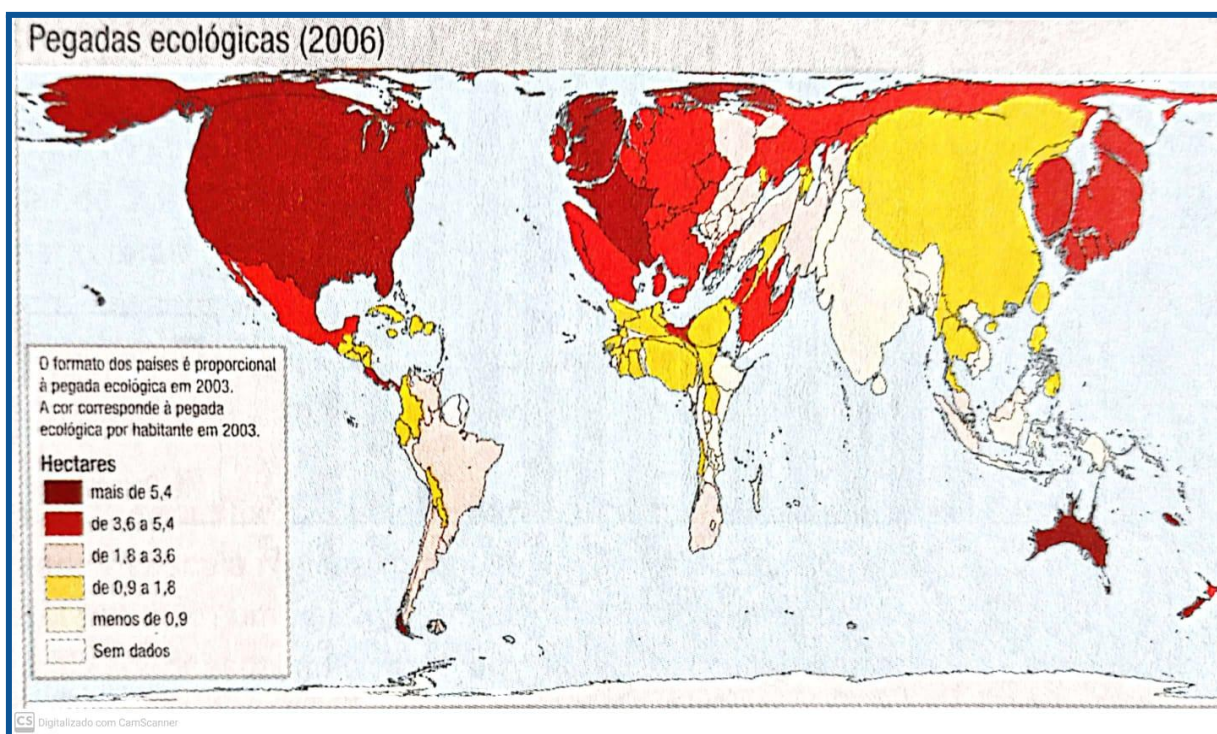 Pegadas ecológicas (2006)
O formato dos países é proporcional
à pegada ecológica em 2003.
A cor corresponde à pegada
ecológica por habitante em 2003.
Hectares
mais de 5,4
de 3,6 a 5,4
de 1,8 a 3,6
de 0,9 a 1,8
menos de 0,9
Sem dados
CS Digitalizado com CamScanner